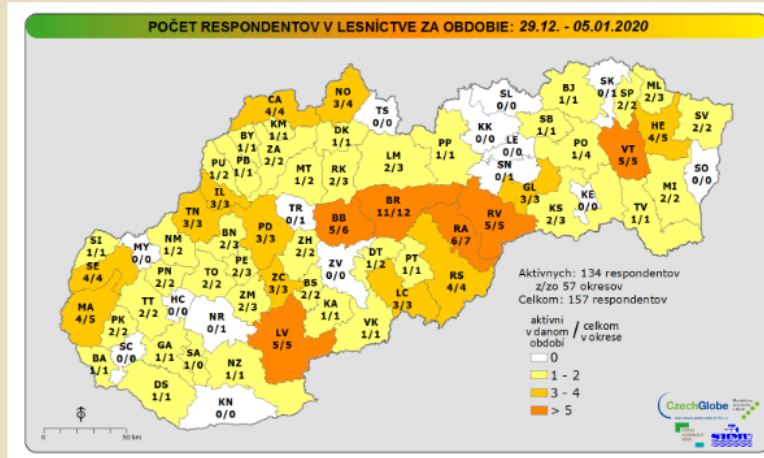 POČET RESPONDENTOV V LESNÍCTVE ZA OBDOBIE: 29.12. - 05.01.2020
CA
4/4
NO
3/4
TS
0/0
SL
0/0
BJ
1/1
SK
0/1
SP
2/2
ML
2/3
SV
2/2
KM
1/1
BY
1/1
DK
1/1
KK
0/0
LE
0/0
SB
1/1
HE
4/5
PU
1/2
PB
1/1
ZA
2/2
MT
1/2
RK
2/3
LM
2/3
PP
1/1
SN
0/1
PO
1/4
VT
5/5
SO
0/0
IL
3/3
GL
3/3
KE
0/0
MI
2/2
TN
3/3
TR
0/1
BB
5/6
BR
11/12
RA
6/7
RV
5/5
KS
2/3
TV
1/1
SI
1/1
MY
0/0
NM
1/2
BN
2/3
PD
3/3
ZH
2/2
ZV
0/0
DT
1/2
PT
1/1
SE
4/4
PN
2/2
TO
2/2
PE
2/3
ZC
3/3
BS
2/2
LC
3/3
RS
4/4
MA
4/5
TT
2/2
HC
0/0
ZM
2/3
KA
1/1
PK
2/2
NR
0/1
LV
5/5
VK
1/1
SC
0/0
BA
1/1
GA
1/1
SA
1/0
NZ
1/1
DS
1/1
KN
0/0
Aktívnych: 134 respondentov
z/zo 57 okresov
Celkom: 157 respondentov
aktívni
v danom / celkom
období v okrese
0
1 - 2
3 - 4
> 5
0 50 km
CzechGlobe